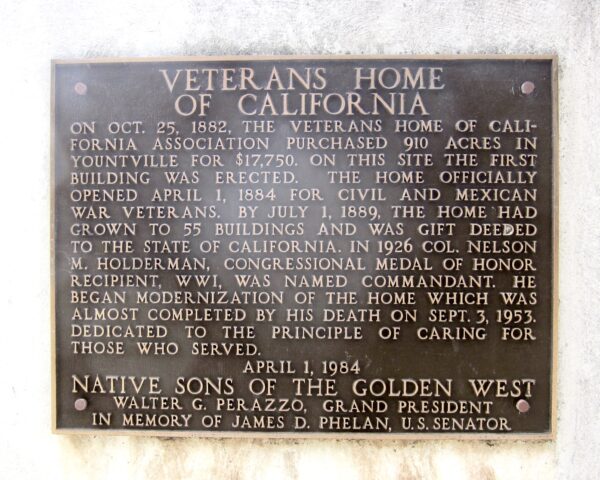 VETERANS HOME
OF CALIFORNIA
ON OCT. 25, 1882, THE VETERANS HOME OF CALI-
FORNIA ASSOCIATION PURCHASED 910 ACRES IN
YOUNTVILLE FOR $17,750. ON THIS SITE THE FIRST
BUILDING WAS ERECTED. THE HOME OFFICIALLY
OPENED APRIL 1, 1884 FOR CIVIL AND MEXICAN
WAR VETERANS. BY JULY 1, 1889, THE HOME HAD
GROWN TO 55 BUILDINGS AND WAS GIFT DEEDED
TO THE STATE OF CALIFORNIA. IN 1926 COL. NELSON
M. HOLDERMAN, CONGRESSIONAL MEDAL OF HONOR
RECIPIENT, WWI, WAS NAMED COMMANDANT. HE
BEGAN MODERNIZATION OF THE HOME WHICH WAS
ALMOST COMPLETED BY HIS DEATH ON SEPT. 3, 1953.
DEDICATED TO THE PRINCIPLE OF CARING FOR
THOSE WHO SERVED.
APRIL 1, 1984
NATIVE SONS OF THE GOLDEN WEST
WALTER G. PERAZZO, GRAND PRESIDENT
IN MEMORY OF JAMES D. PHELAN, U.S. SENATOR